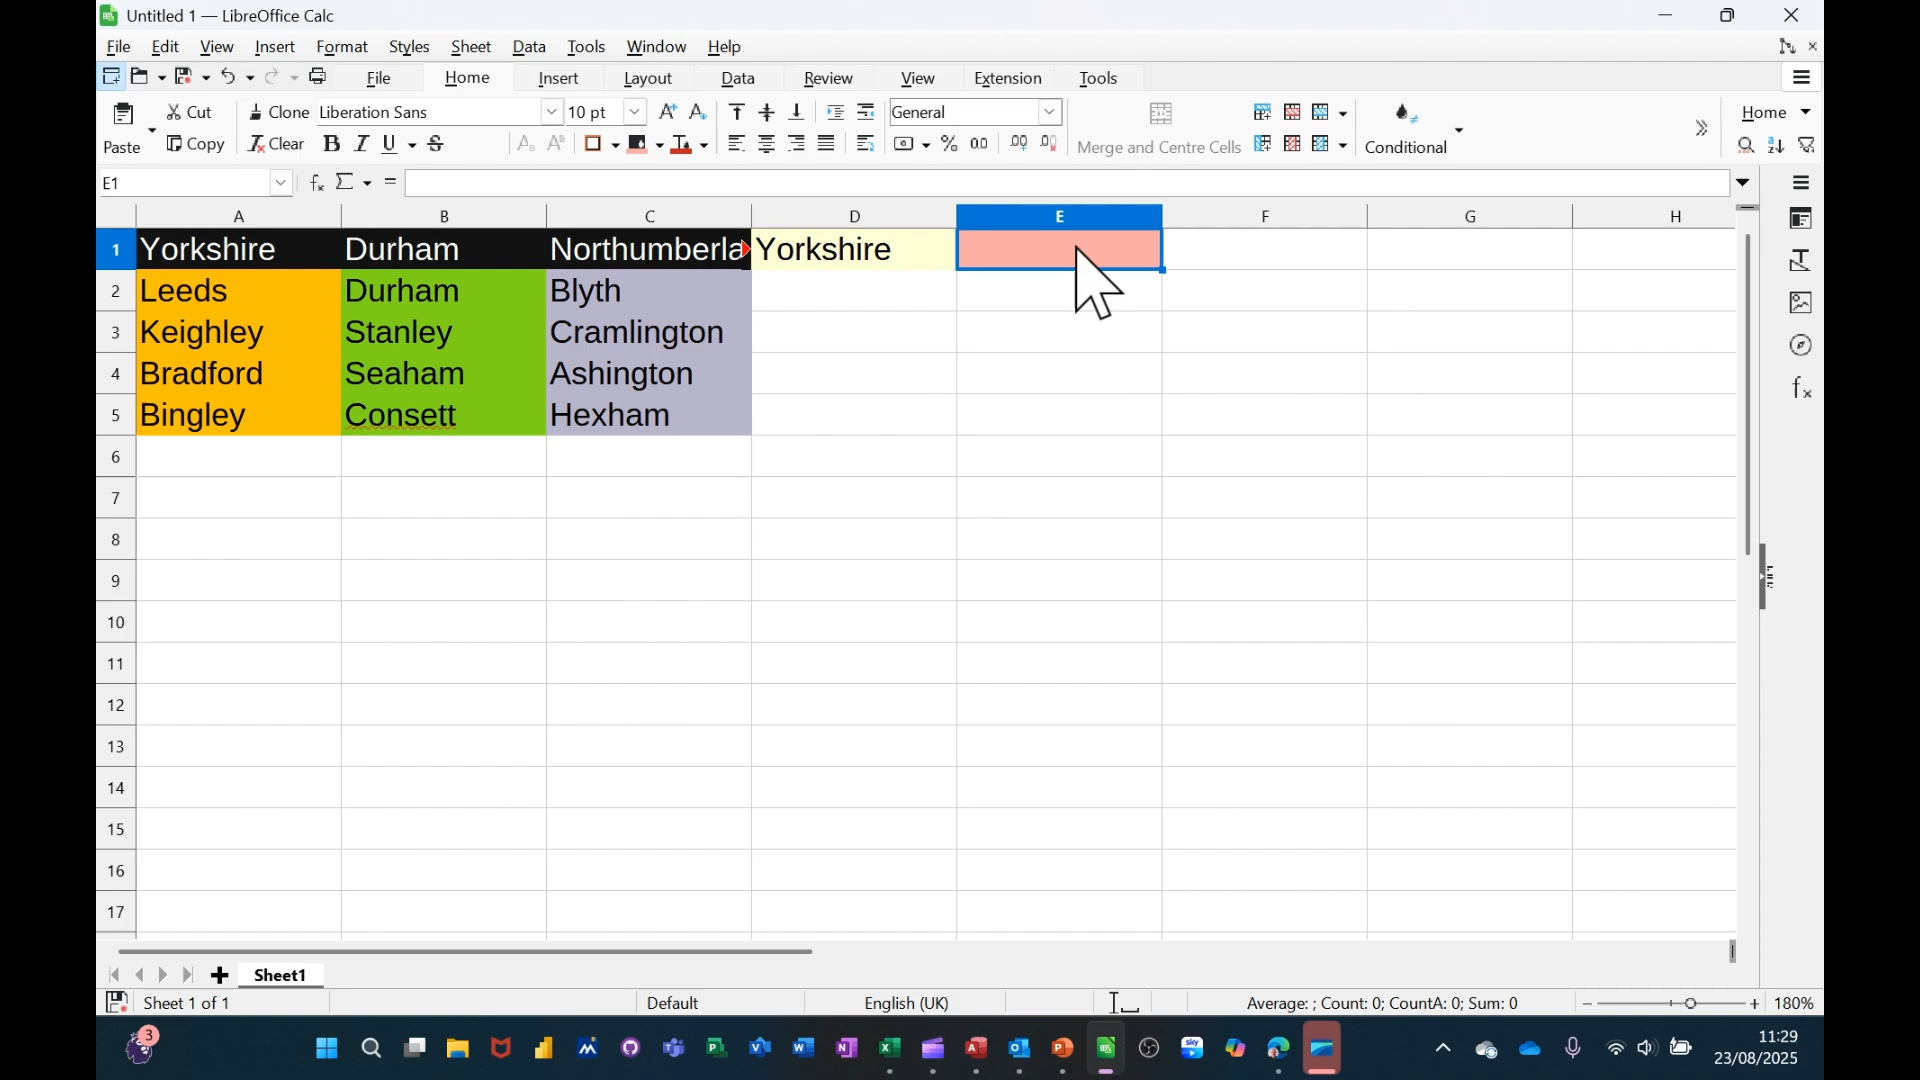 Untitled 1 — LibreOffice Calc
File Edit View Insert Format Styles Sheet Data Tools Window Help
File Home Insert Layout Data Review View Extension Tools
Cut Clone Liberation Sans 10 pt General Home
Paste Copy Clear B I U S Merge and Centre Cells Conditional
E1
A B C D E F G H
1 Yorkshire Durham Northumberla Yorkshire
2 Leeds Durham Blyth
3 Keighley Stanley Cramlington
4 Bradford Seaham Ashington
5 Bingley Consett Hexham
6
7
8
9
10
11
12
13
14
15
16
17
Sheet1
Sheet 1 of 1 Default English (UK) Average: ; Count: 0; CountA: 0; Sum: 0 180%
3 sky 11:29
23/08/2025